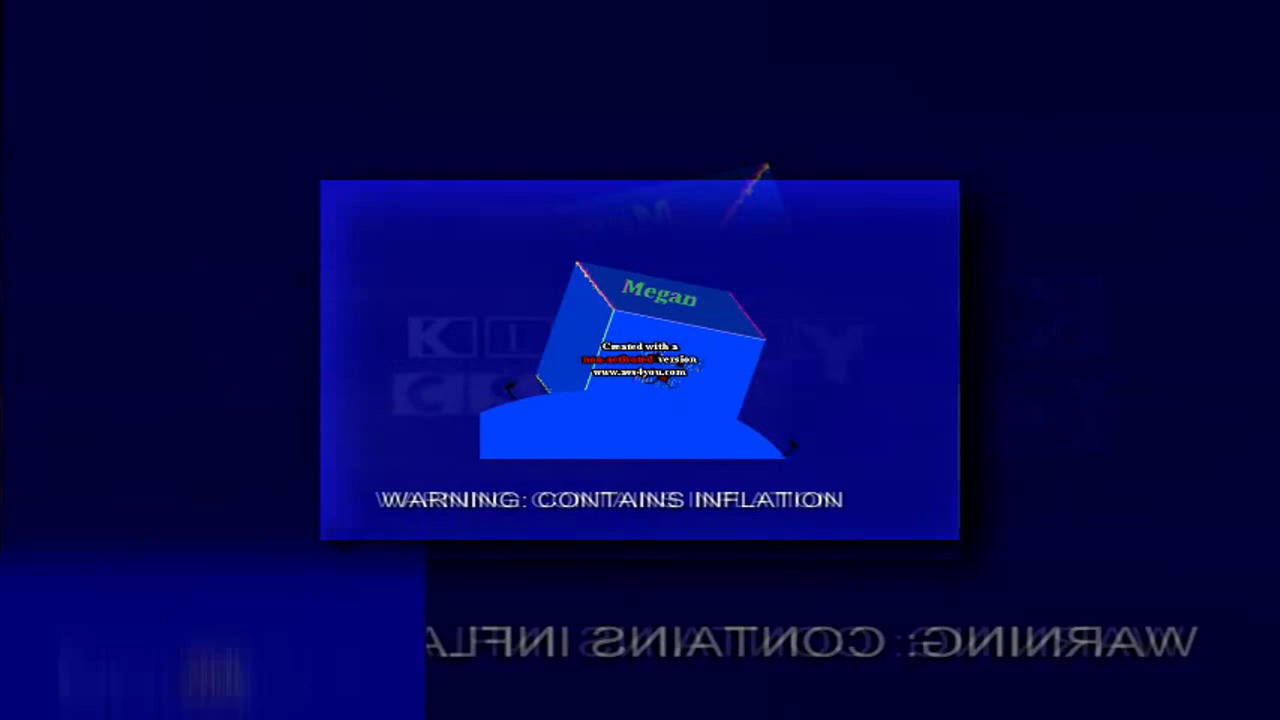 Megan
Created with a
non-activated version
www.avs4you.com
WARNING: CONTAINS INFLATION
WARNING: CONTAINS INFLA